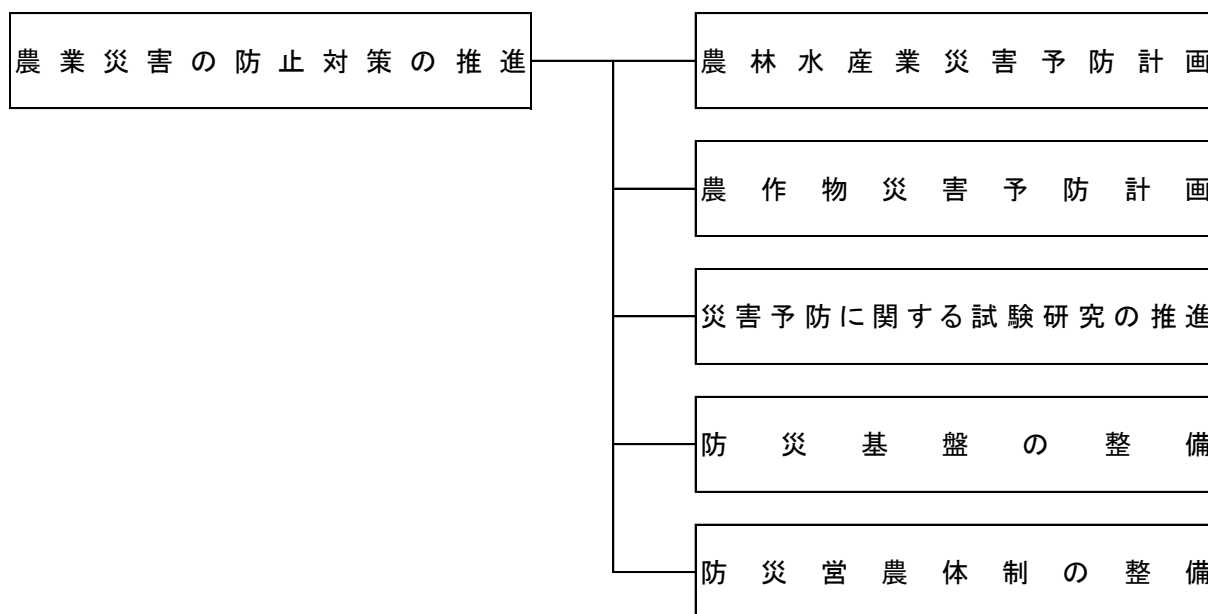 農業災害の防止対策の推進
農林水産業災害予防計画
農作物災害予防計画
災害予防に関する試験研究の推進
防災基盤の整備
防災営農体制の整備